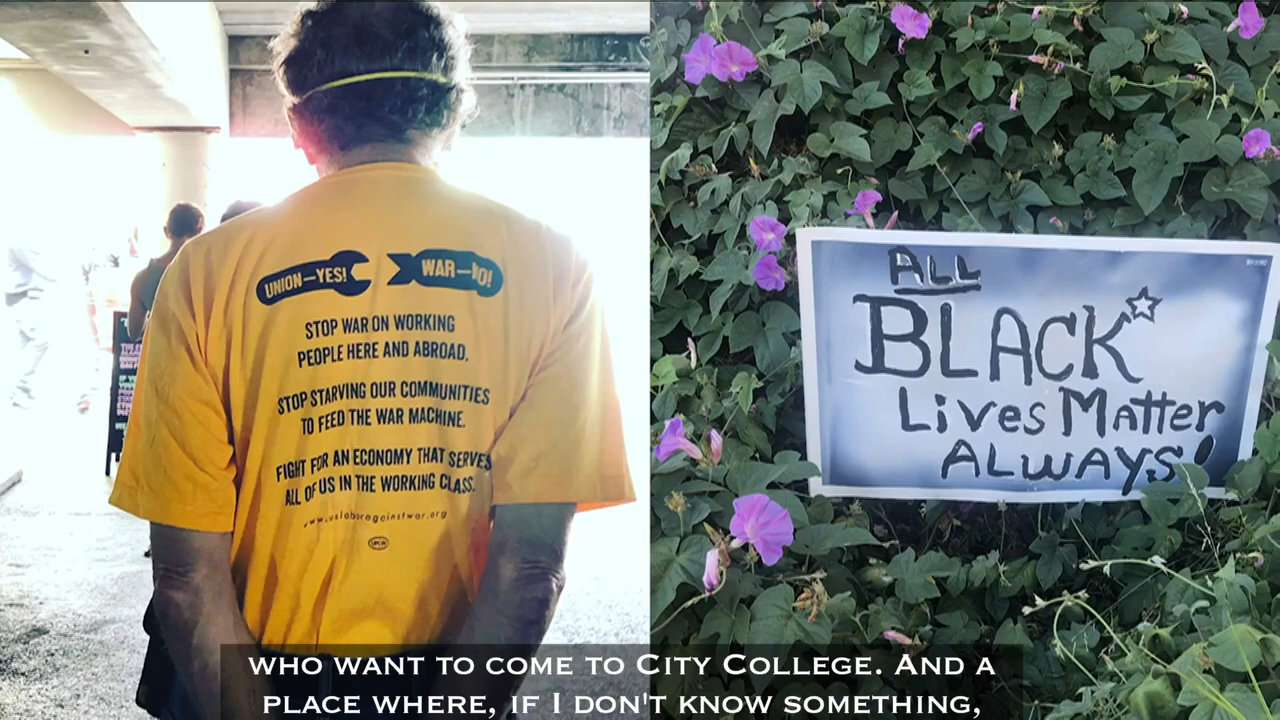 UNION—YES!
WAR—NO!
STOP WAR ON WORKING
PEOPLE HERE AND ABROAD,
STOP STARVING OUR COMMUNITIES
TO FEED THE WAR MACHINE.
FIGHT FOR AN ECONOMY THAT SERVES
ALL OF US IN THE WORKING CLASS.
www.uslaboragainstwar.org
ALL
BLACK
LIVES MATTER
ALWAYS!
WHO WANT TO COME TO CITY COLLEGE. AND A
PLACE WHERE, IF I DON'T KNOW SOMETHING,